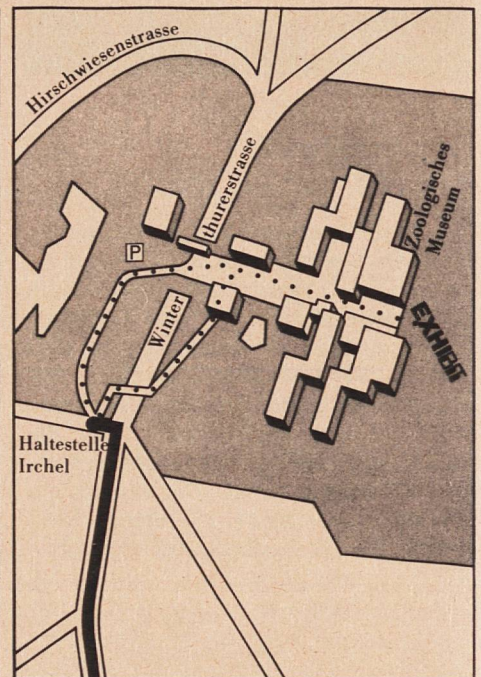 Hirschwiesenstrasse
thurerstrasse
Zoologisches
Museum
P
Winter
EXHIBIT
Haltestelle
Irchel